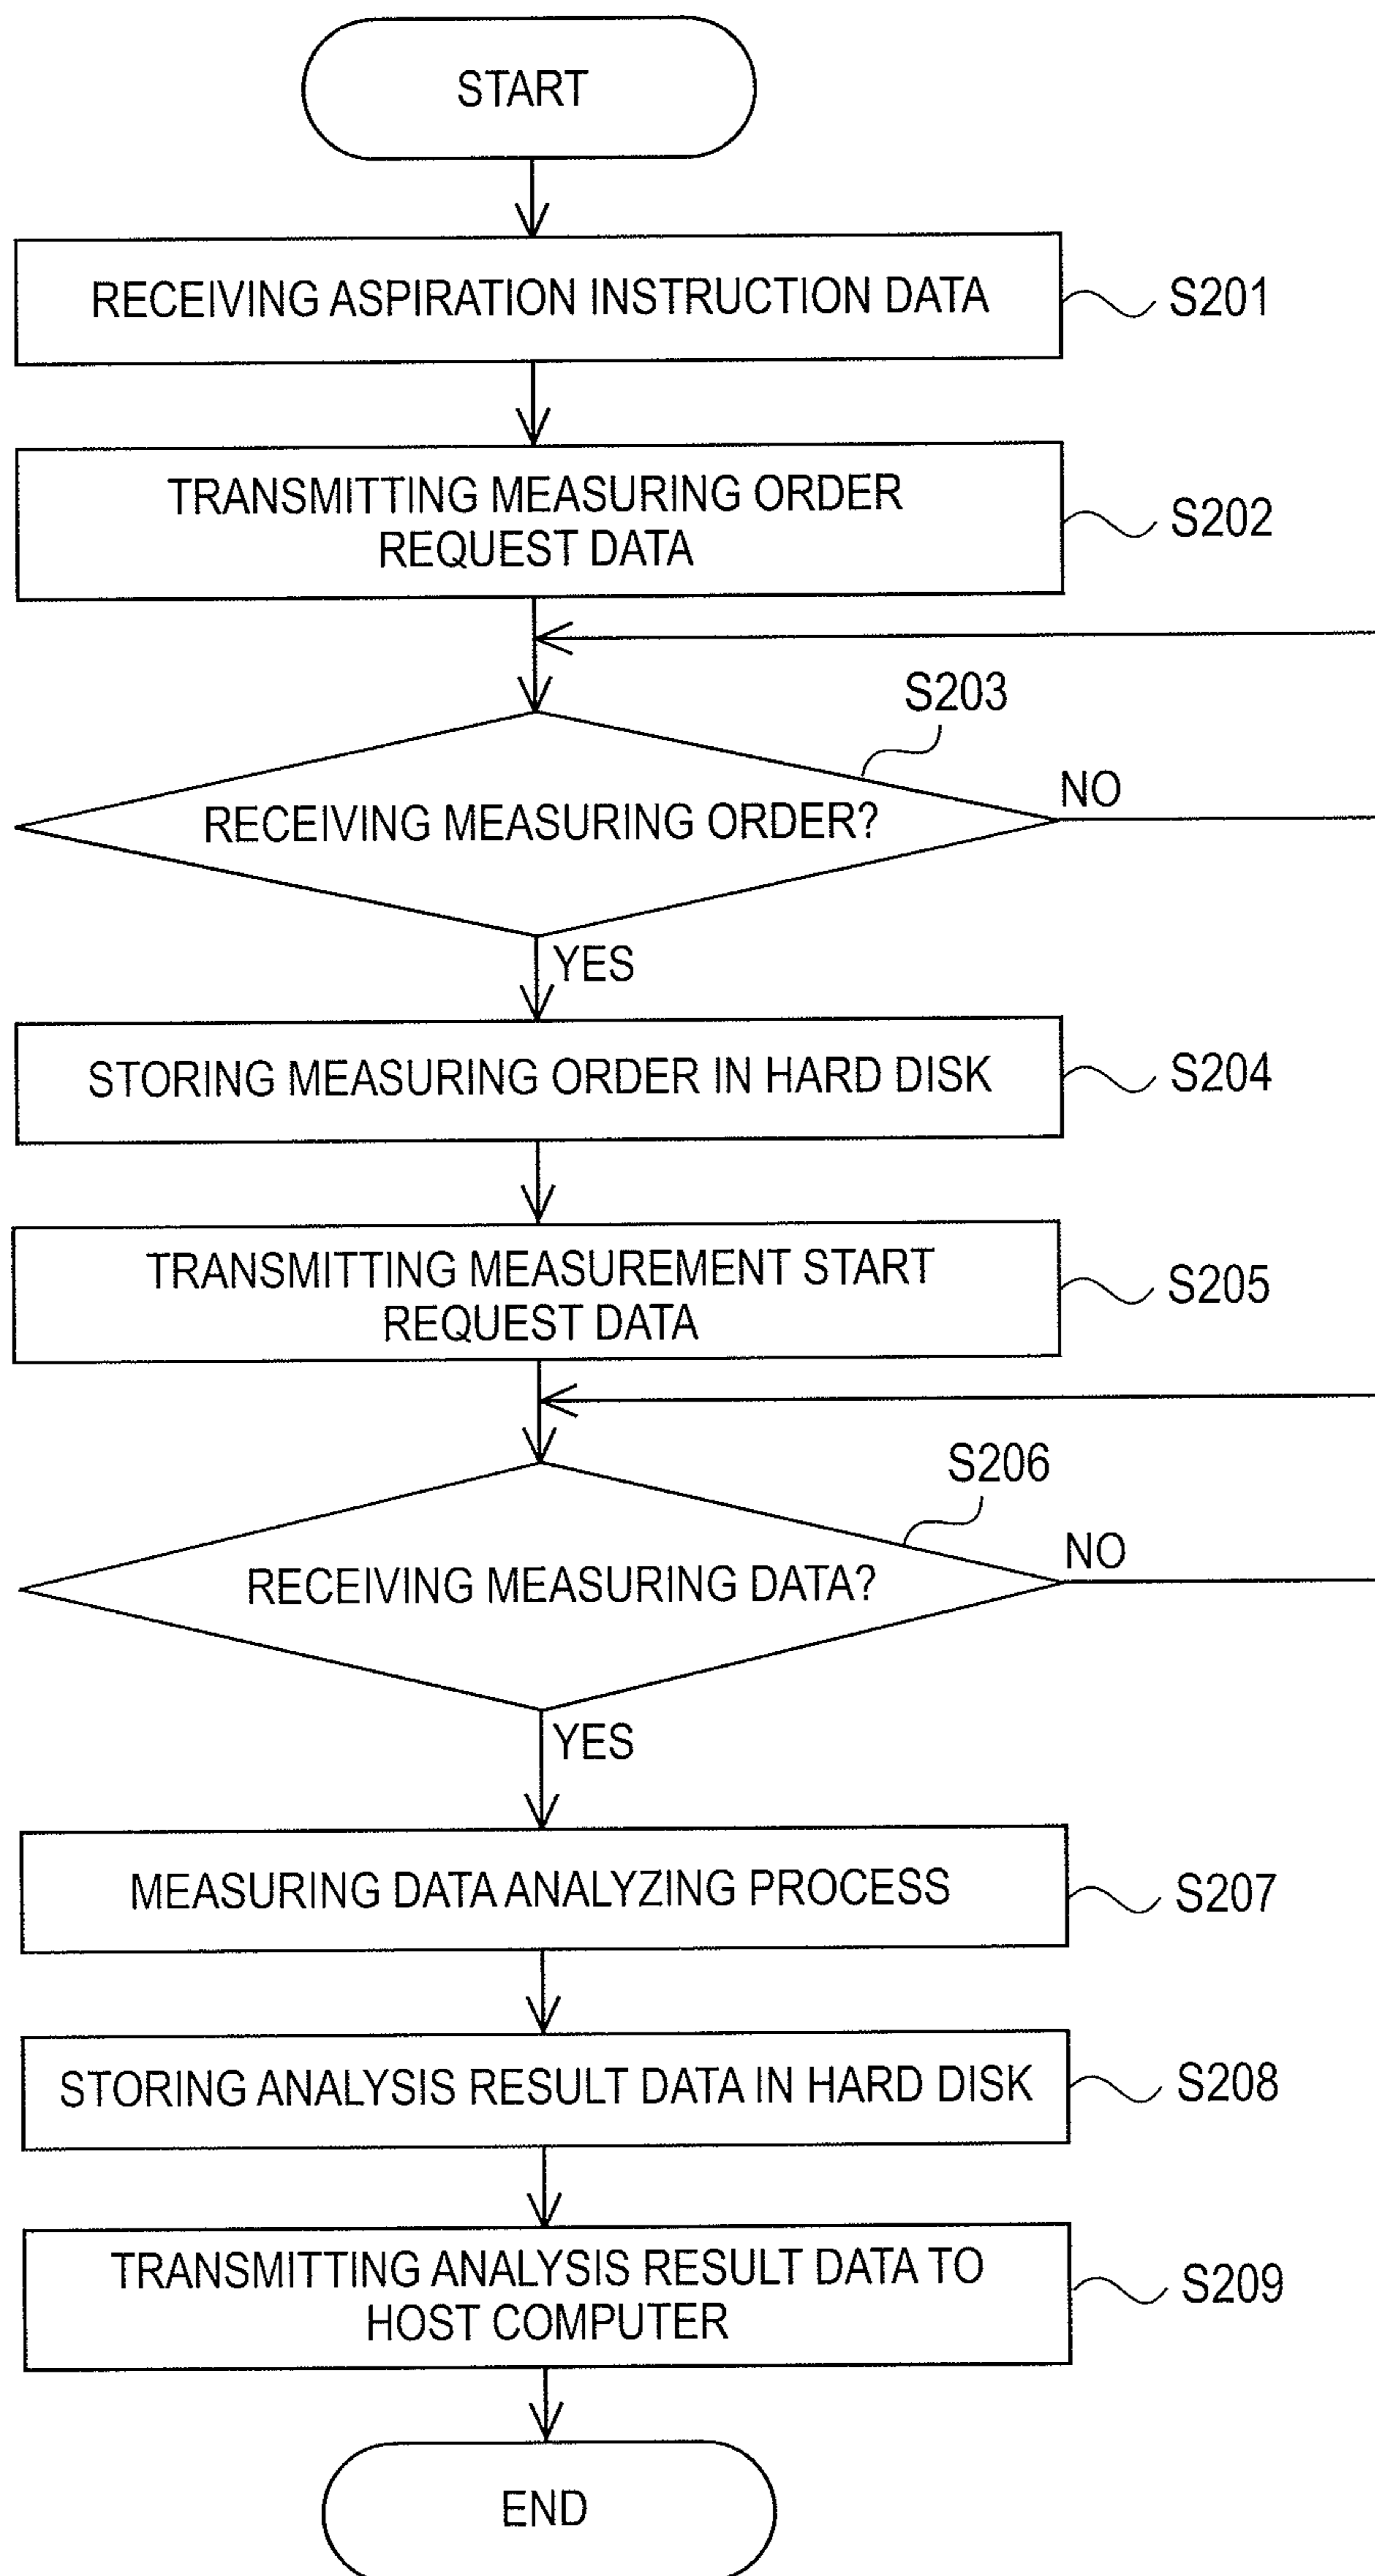 START
RECEIVING ASPIRATION INSTRUCTION DATA
S201
TRANSMITTING MEASURING ORDER
REQUEST DATA
S202
S203
RECEIVING MEASURING ORDER?
NO
YES
STORING MEASURING ORDER IN HARD DISK
S204
TRANSMITTING MEASUREMENT START
REQUEST DATA
S205
S206
RECEIVING MEASURING DATA?
NO
YES
MEASURING DATA ANALYZING PROCESS
S207
STORING ANALYSIS RESULT DATA IN HARD DISK
S208
TRANSMITTING ANALYSIS RESULT DATA TO
HOST COMPUTER
S209
END